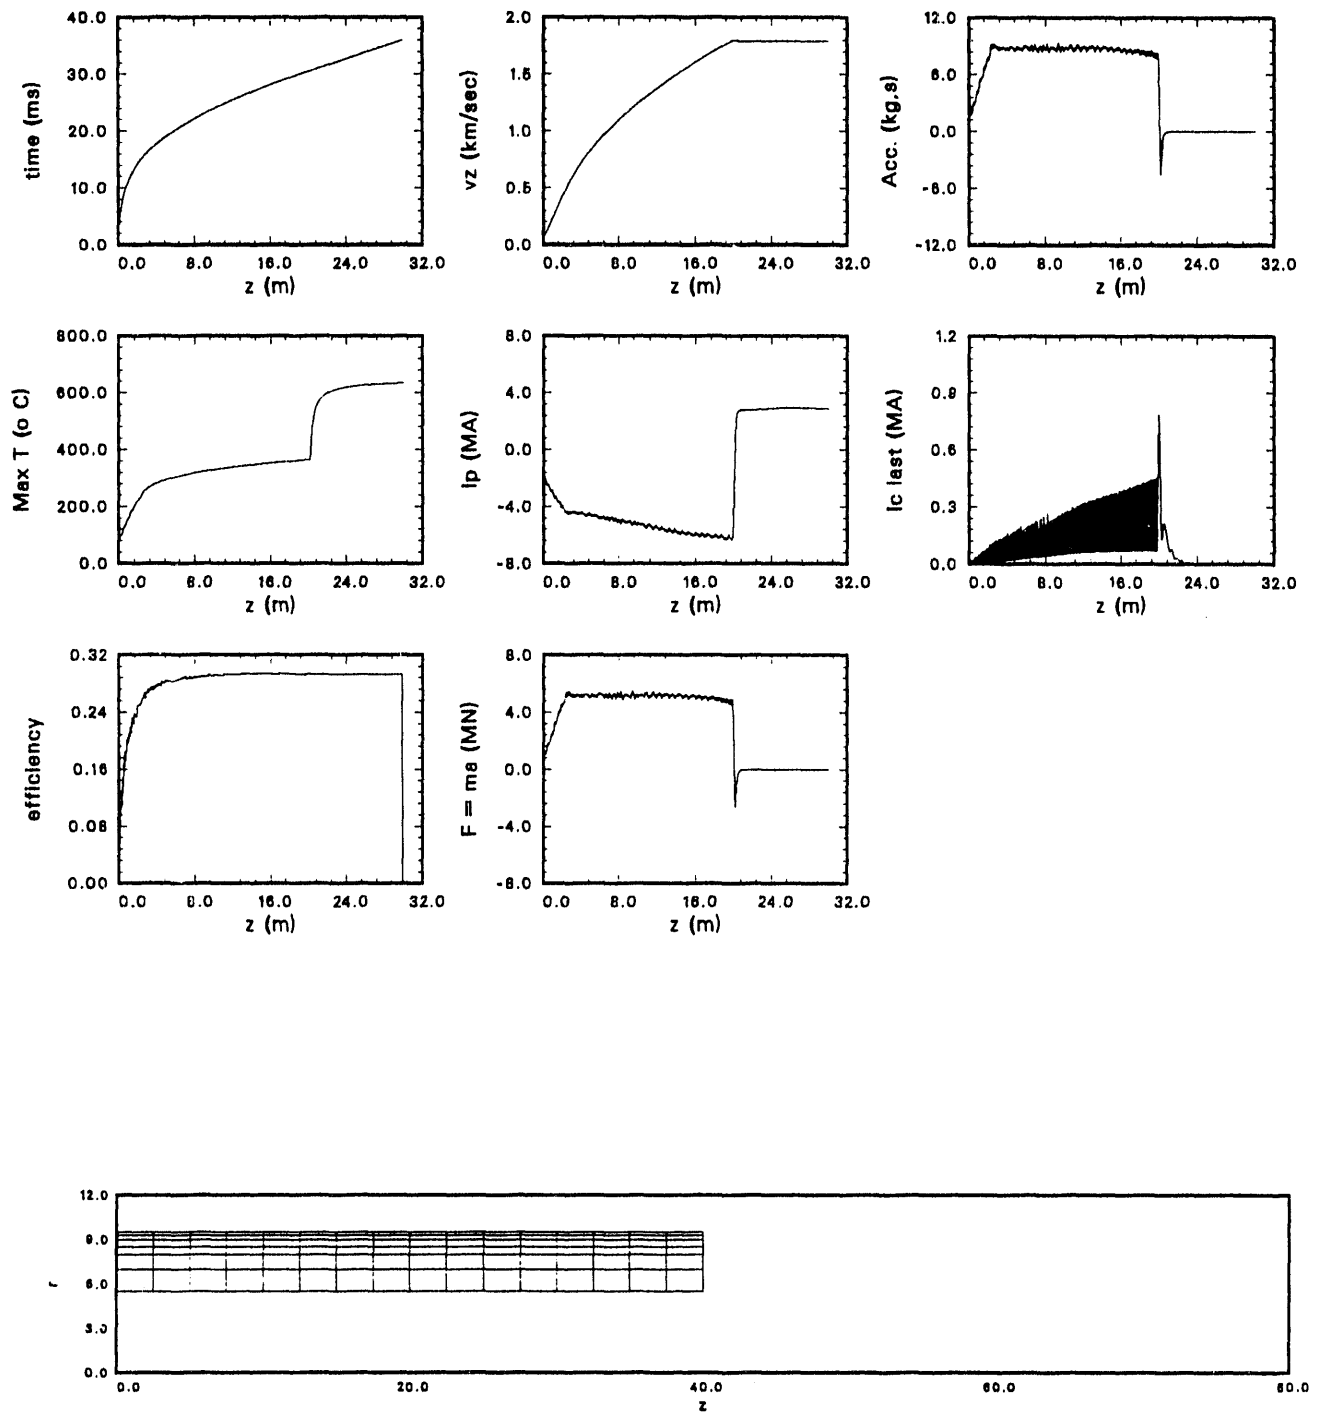 40.0
30.0
20.0
10.0
0.0
time (ms)
0.0 8.0 16.0 24.0 32.0
z (m)
2.0
1.5
1.0
0.5
0.0
vz (km/sec)
0.0 8.0 16.0 24.0 32.0
z (m)
12.0
6.0
0.0
-6.0
-12.0
Acc. (kg,s)
0.0 8.0 16.0 24.0 32.0
z (m)
800.0
600.0
400.0
200.0
0.0
Max T (o C)
0.0 8.0 16.0 24.0 32.0
z (m)
8.0
4.0
0.0
-4.0
-8.0
Ip (MA)
0.0 8.0 16.0 24.0 32.0
z (m)
1.2
0.9
0.6
0.3
0.0
Ic last (MA)
0.0 8.0 16.0 24.0 32.0
z (m)
0.32
0.24
0.16
0.08
0.00
efficiency
0.0 8.0 16.0 24.0 32.0
z (m)
8.0
4.0
0.0
-4.0
-8.0
F = ma (MN)
0.0 8.0 16.0 24.0 32.0
z (m)
12.0
9.0
6.0
3.0
0.0
r
0.0 20.0 40.0 60.0 80.0
z